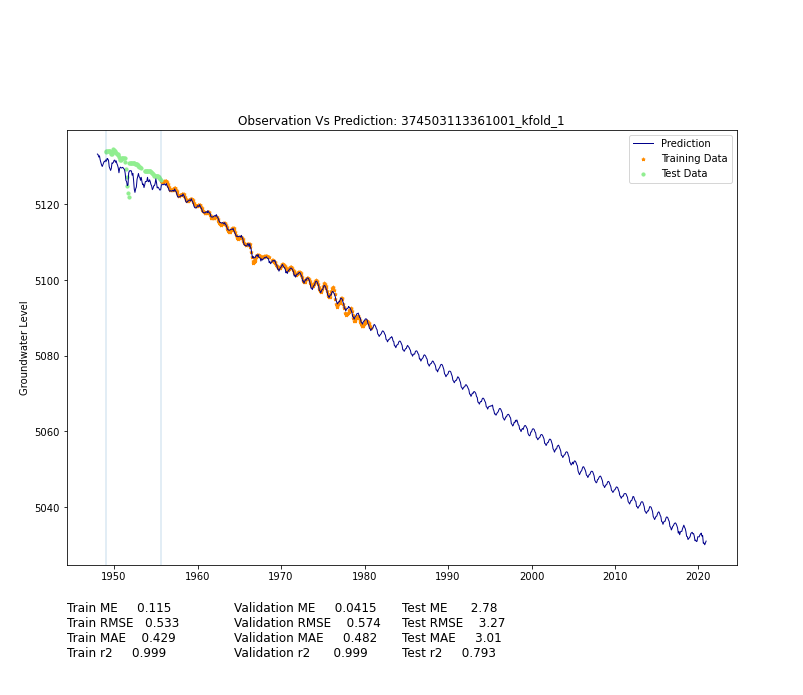 Observation Vs Prediction: 374503113361001_kfold_1
Prediction
Training Data
Test Data
Groundwater Level
5120
5100
5080
5060
5040
1950 1960 1970 1980 1990 2000 2010 2020
Train ME 0.115 Validation ME 0.0415 Test ME 2.78
Train RMSE 0.533 Validation RMSE 0.574 Test RMSE 3.27
Train MAE 0.429 Validation MAE 0.482 Test MAE 3.01
Train r2 0.999 Validation r2 0.999 Test r2 0.793